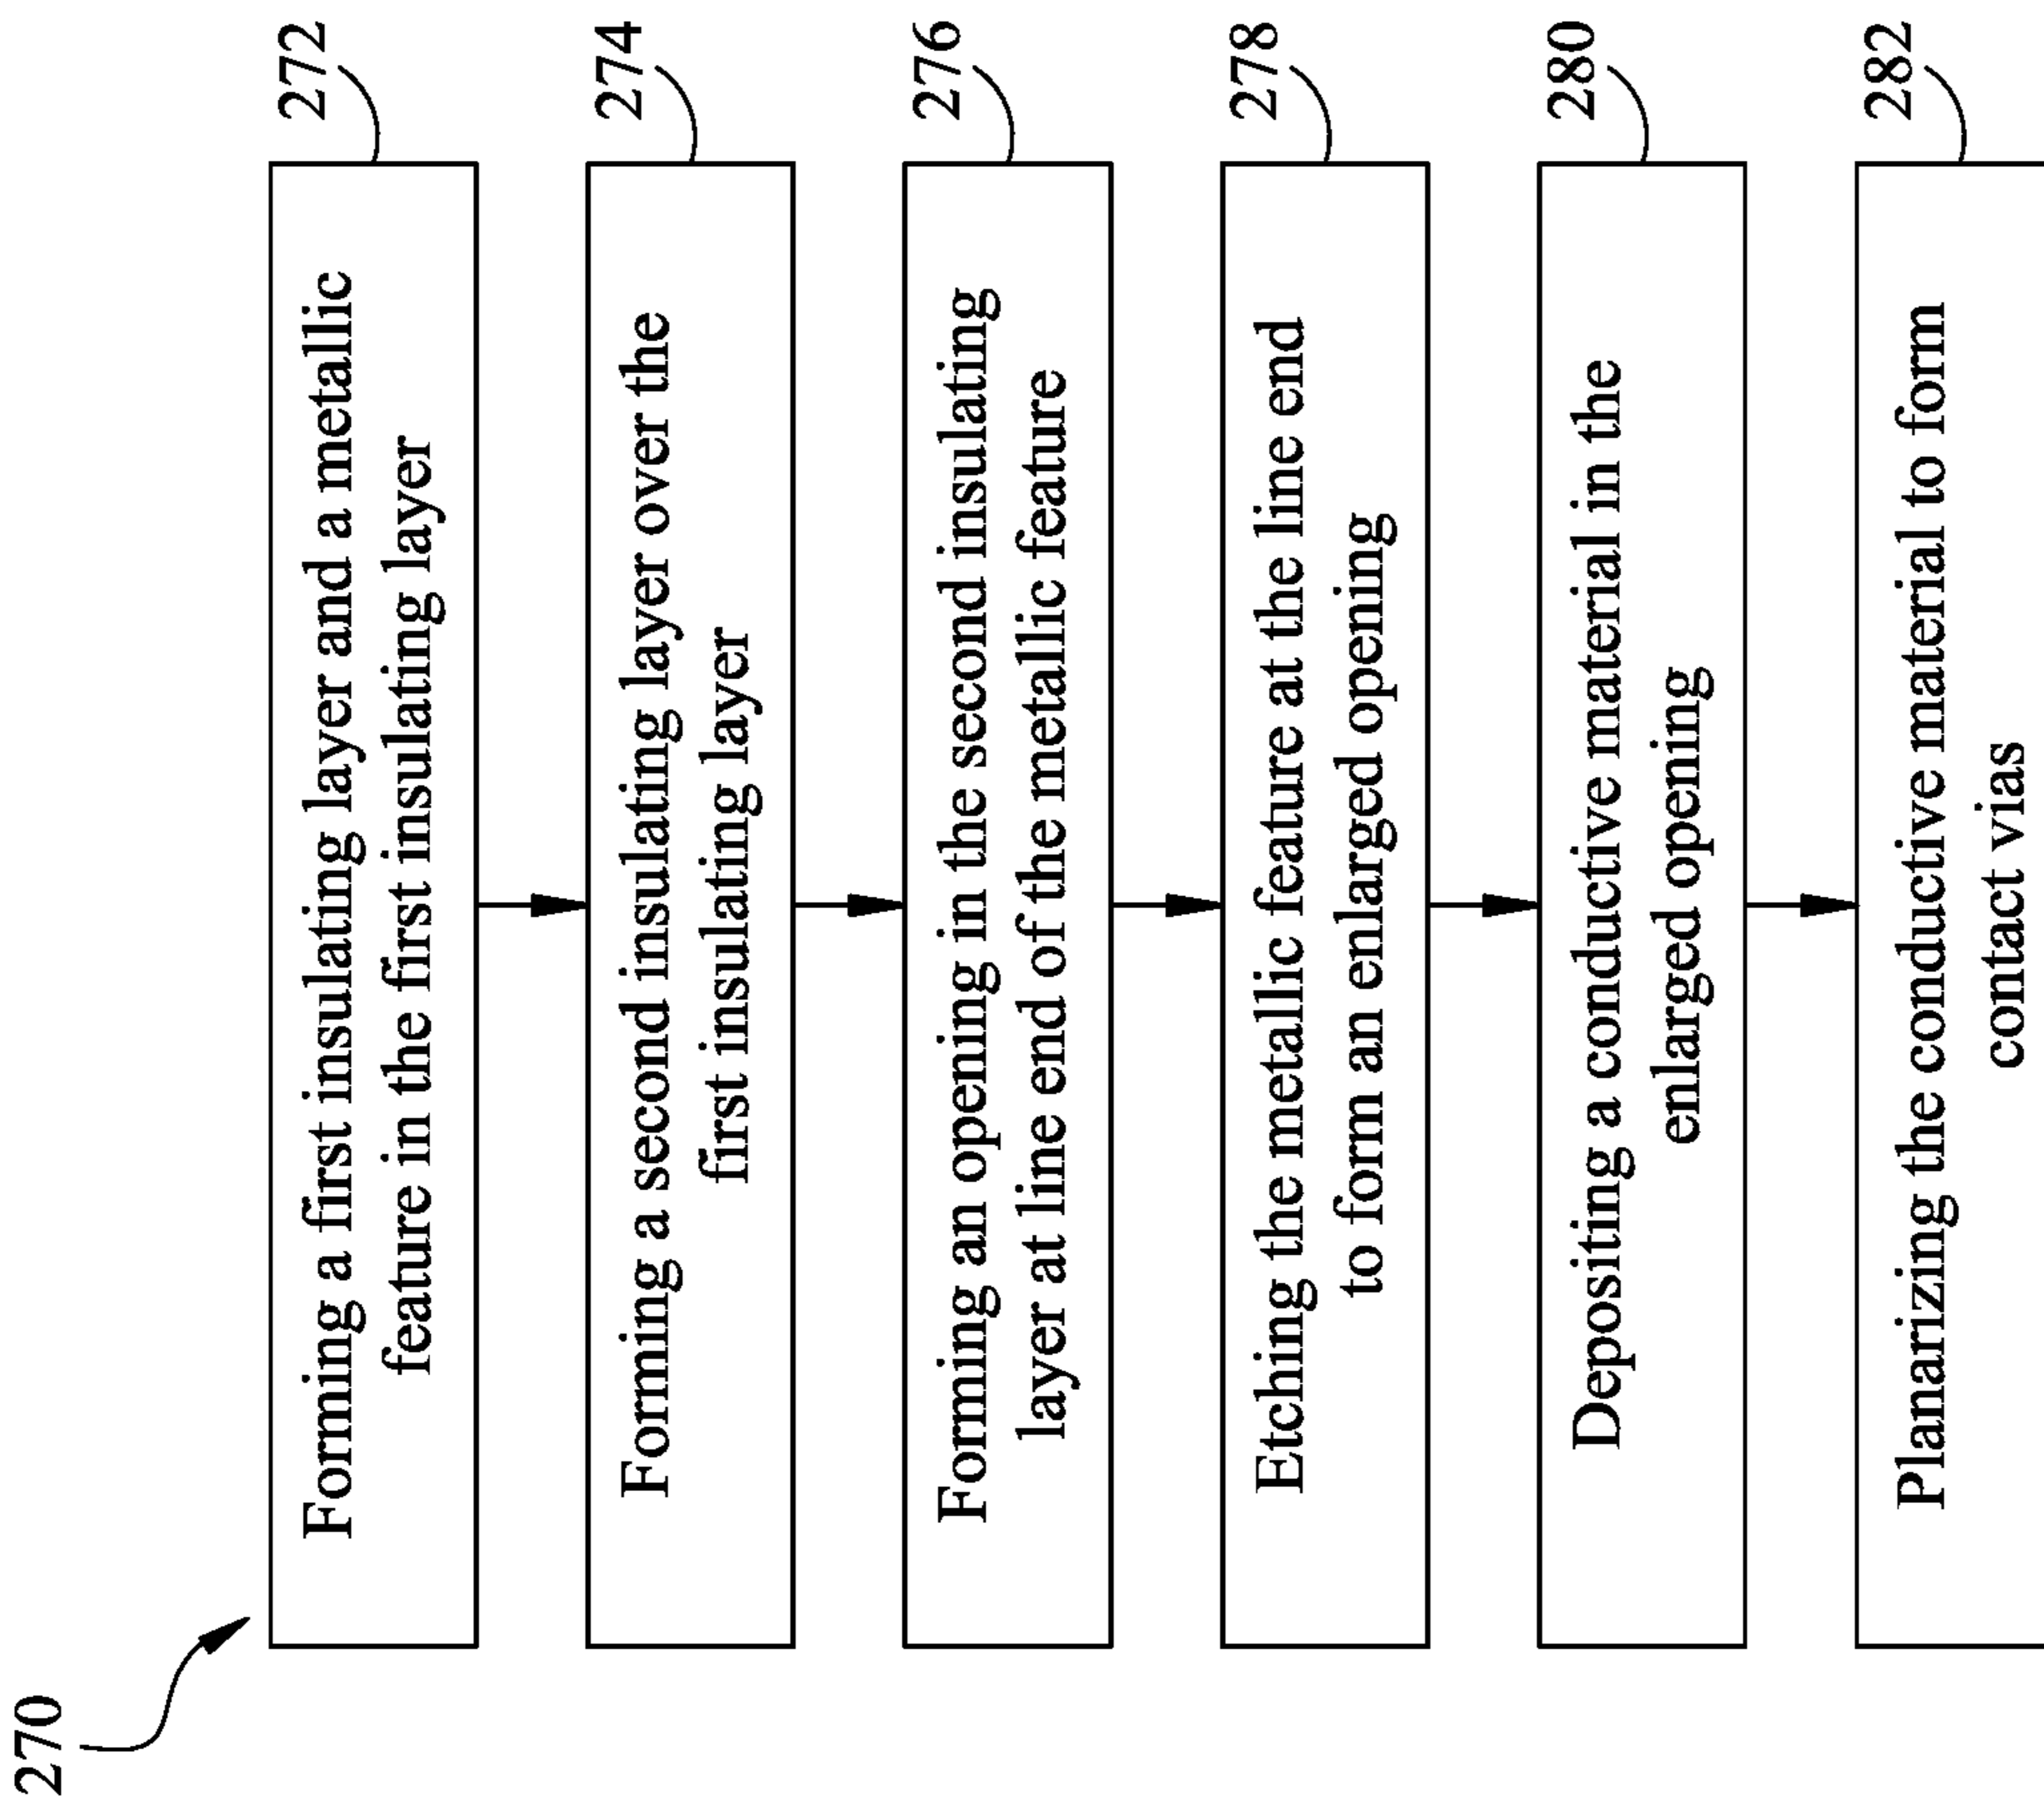 270
Forming a first insulating layer and a metallic
feature in the first insulating layer
272
Forming a second insulating layer over the
first insulating layer
274
Forming an opening in the second insulating
layer at line end of the metallic feature
276
Etching the metallic feature at the line end
to form an enlarged opening
278
Depositing a conductive material in the
enlarged opening
280
Planarizing the conductive material to form
contact vias
282